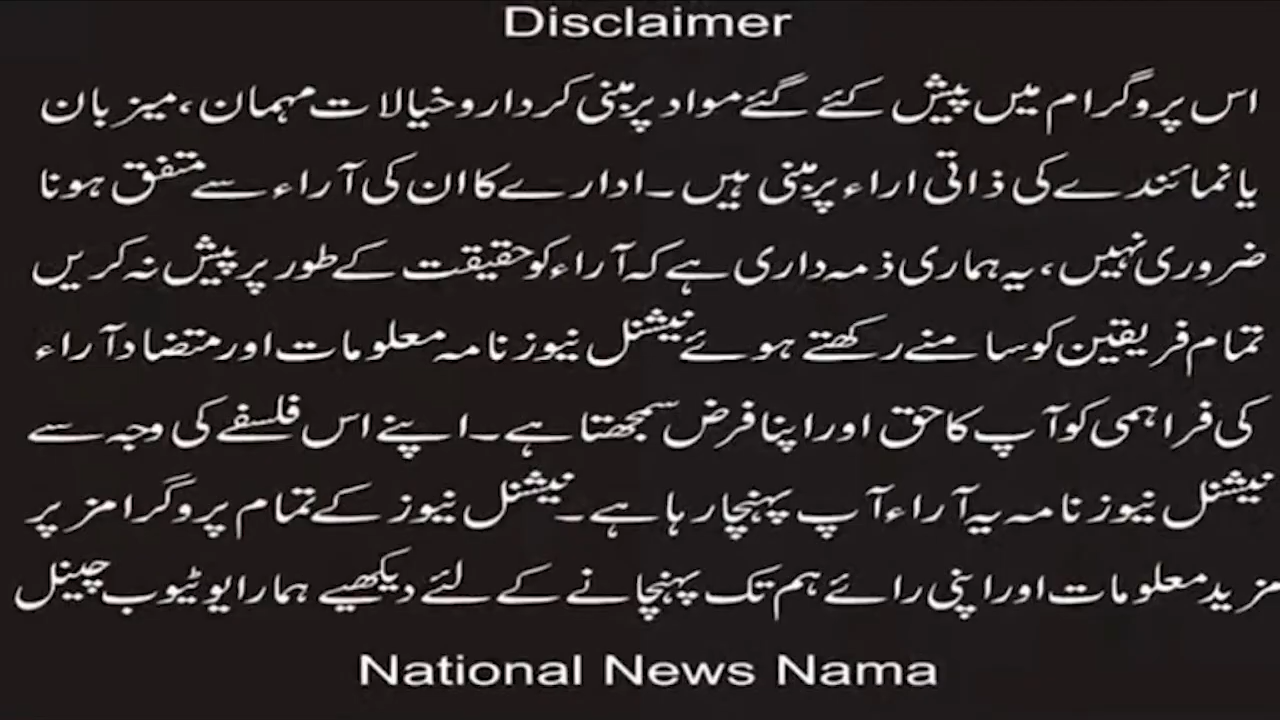 Disclaimer
اس پروگرام میں پیش کئے گئے مواد پر مبنی کردار و خیالات مہمان، میزبان
یا نمائندے کی ذاتی اراء پر مبنی ہیں۔ ادارے کا ان کی آراء سے متفق ہونا
ضروری نہیں، یہ ہماری ذمہ داری ہے کہ آراء کو حقیقت کے طور پر پیش نہ کریں
تمام فریقین کو سامنے رکھتے ہوئے نیشنل نیوز نامہ معلومات اور متضاد آراء
کی فراہمی کو آپ کا حق اور اپنا فرض سمجھتا ہے۔ اپنے اس فلسفے کی وجہ سے
نیشنل نیوز نامہ یہ آراء آپ پہنچا رہا ہے۔ نیشنل نیوز کے تمام پروگرامز پر
مزید معلومات اور اپنی رائے ہم تک پہنچانے کے لئے دیکھیے ہمارا یوٹیوب چینل
National News Nama